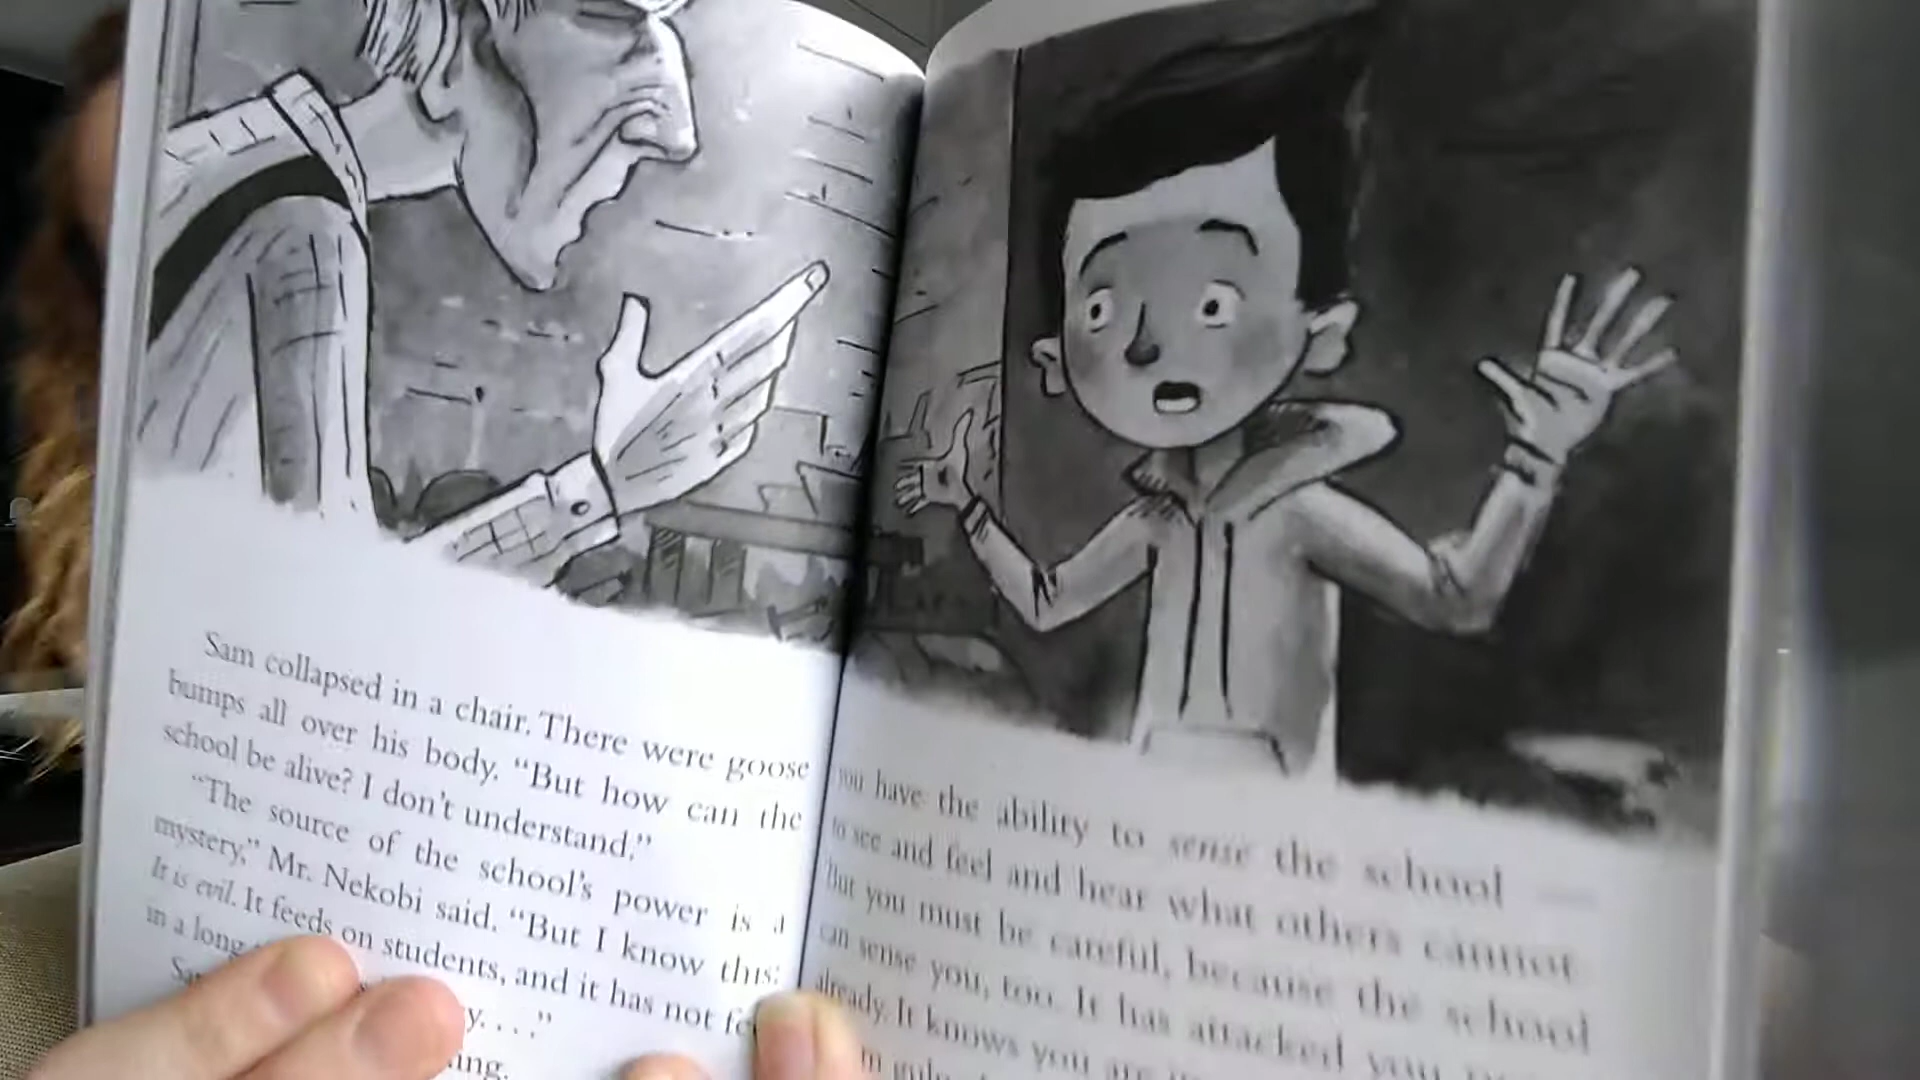 Sam collapsed in a chair. There were goose
bumps all over his body. “But how can the
school be alive? I don’t understand.”
“The source of the school’s power is a
mystery,” Mr. Nekobi said. “But I know this:
It is evil. It feeds on students, and it has not
in a long
y. . . .”
you have the ability to sense the school —
to see and feel and hear what others cannot
But you must be careful, because the school
can sense you, too. It has attacked you
already. It knows you are